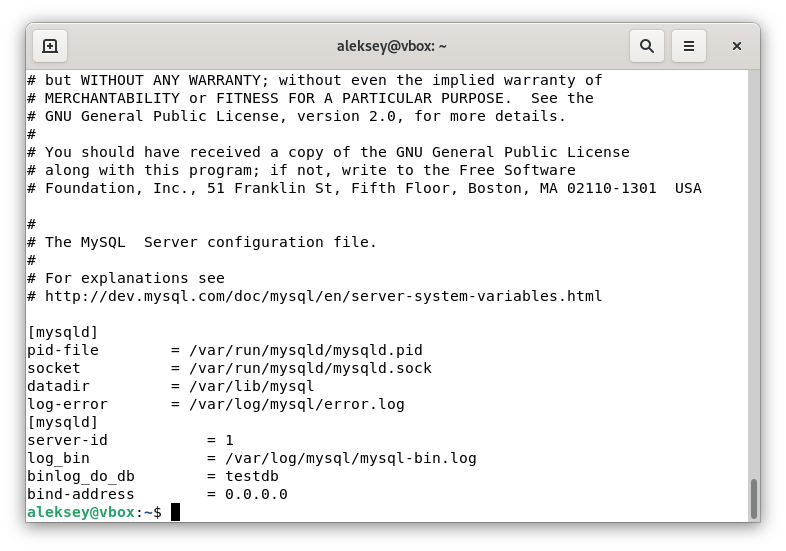 aleksey@vbox: ~
# but WITHOUT ANY WARRANTY; without even the implied warranty of
# MERCHANTABILITY or FITNESS FOR A PARTICULAR PURPOSE.  See the
# GNU General Public License, version 2.0, for more details.
#
# You should have received a copy of the GNU General Public License
# along with this program; if not, write to the Free Software
# Foundation, Inc., 51 Franklin St, Fifth Floor, Boston, MA 02110-1301  USA

#
# The MySQL  Server configuration file.
#
# For explanations see
# http://dev.mysql.com/doc/mysql/en/server-system-variables.html

[mysqld]
pid-file        = /var/run/mysqld/mysqld.pid
socket          = /var/run/mysqld/mysqld.sock
datadir         = /var/lib/mysql
log-error       = /var/log/mysql/error.log
[mysqld]
server-id           = 1
log_bin             = /var/log/mysql/mysql-bin.log
binlog_do_db        = testdb
bind-address        = 0.0.0.0
aleksey@vbox:~$